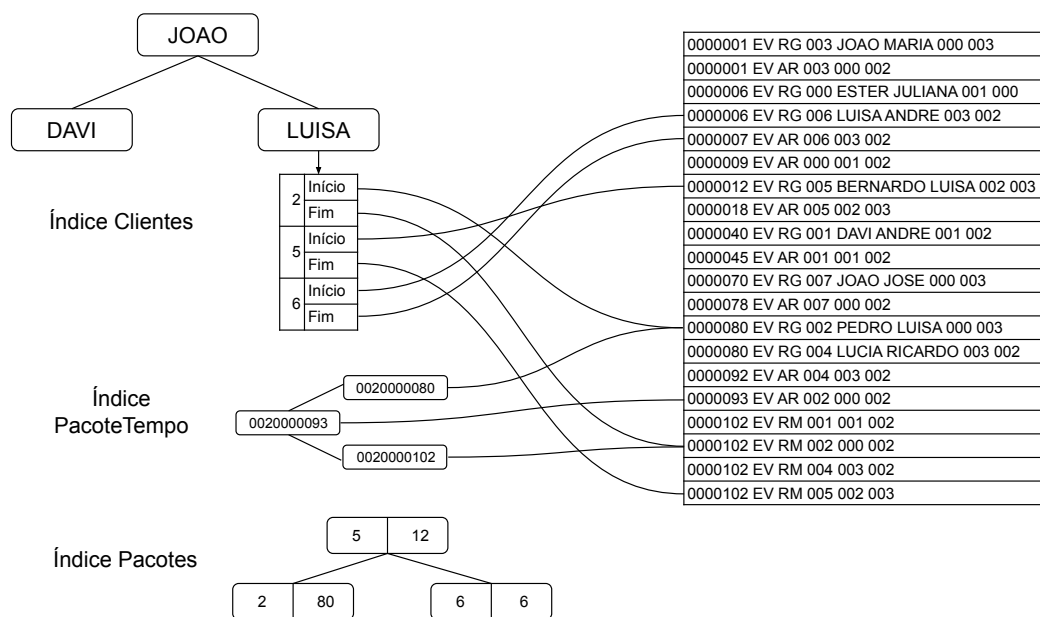 JOAO
DAVI
LUISA
Índice Clientes
2
Início
Fim
5
Início
Fim
6
Início
Fim
Índice
PacoteTempo
0020000080
0020000093
0020000102
Índice Pacotes
5 12
2 80
6 6
0000001 EV RG 003 JOAO MARIA 000 003
0000001 EV AR 003 000 002
0000006 EV RG 000 ESTER JULIANA 001 000
0000006 EV RG 006 LUISA ANDRE 003 002
0000007 EV AR 006 003 002
0000009 EV AR 000 001 002
0000012 EV RG 005 BERNARDO LUISA 002 003
0000018 EV AR 005 002 003
0000040 EV RG 001 DAVI ANDRE 001 002
0000045 EV AR 001 001 002
0000070 EV RG 007 JOAO JOSE 000 003
0000078 EV AR 007 000 002
0000080 EV RG 002 PEDRO LUISA 000 003
0000080 EV RG 004 LUCIA RICARDO 003 002
0000092 EV AR 004 003 002
0000093 EV AR 002 000 002
0000102 EV RM 001 001 002
0000102 EV RM 002 000 002
0000102 EV RM 004 003 002
0000102 EV RM 005 002 003